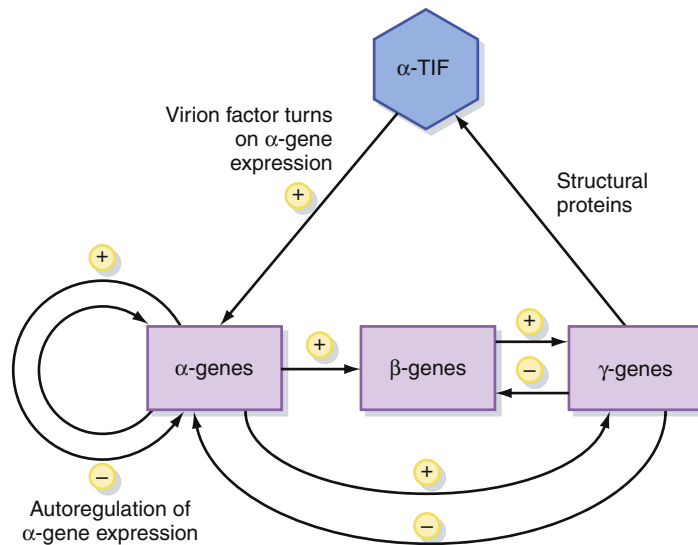 α-TIF
Virion factor turns
on α-gene
expression
+
Structural
proteins
+
α-genes
+
β-genes
+
−
γ-genes
−
Autoregulation of
α-gene expression
+
−